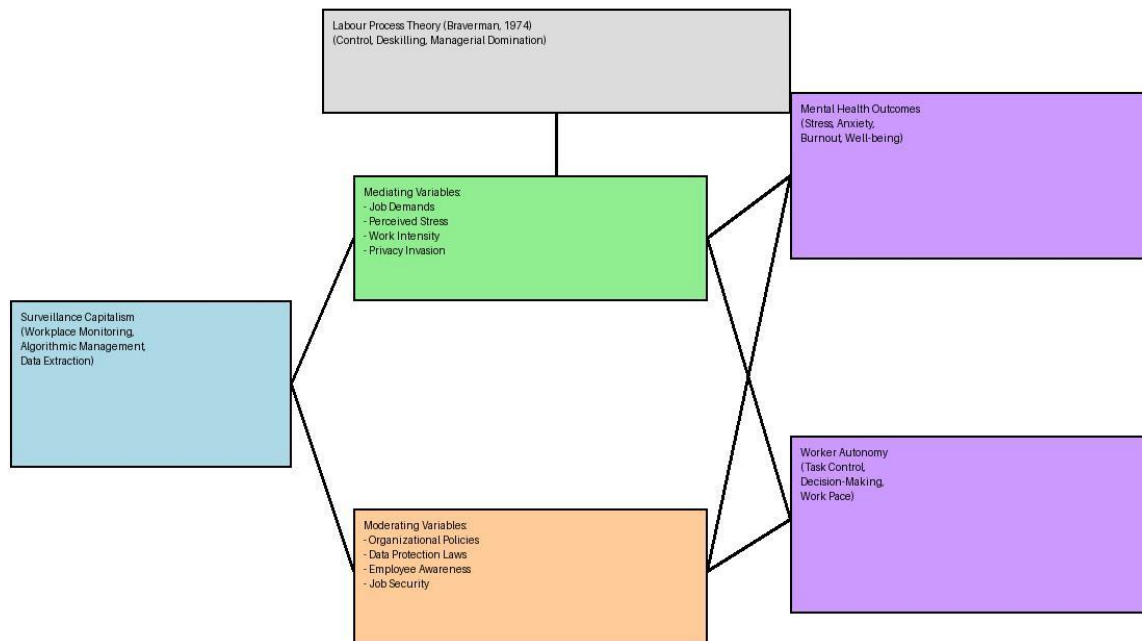 Labour Process Theory (Braverman, 1974)
(Control, Deskilling, Managerial Domination)
Mental Health Outcomes
(Stress, Anxiety,
Burnout, Well-being)
Mediating Variables:
- Job Demands
- Perceived Stress
- Work Intensity
- Privacy Invasion
Surveillance Capitalism
(Workplace Monitoring,
Algorithmic Management,
Data Extraction)
Worker Autonomy
(Task Control,
Decision-Making,
Work Pace)
Moderating Variables:
- Organizational Policies
- Data Protection Laws
- Employee Awareness
- Job Security